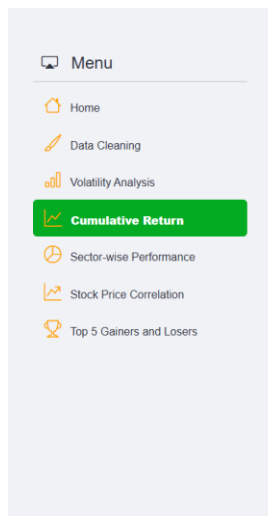 Menu
Home
Data Cleaning
Volatility Analysis
Cumulative Return
Sector-wise Performance
Stock Price Correlation
Top 5 Gainers and Losers